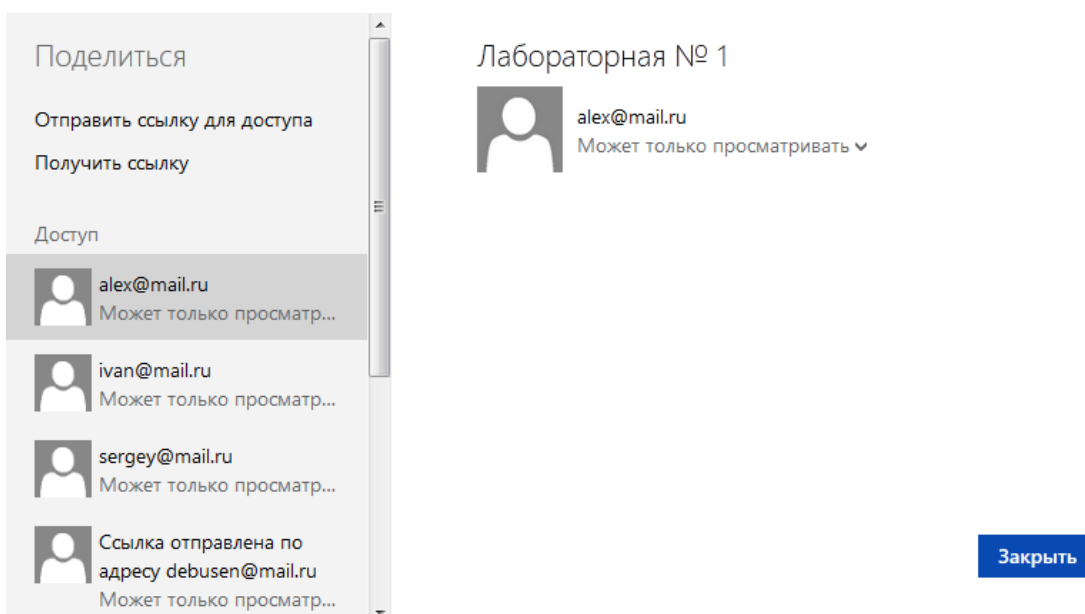 Поделиться
Отправить ссылку для доступа
Получить ссылку
Доступ
alex@mail.ru
Может только просматр...
ivan@mail.ru
Может только просматр...
sergey@mail.ru
Может только просматр...
Ссылка отправлена по
адресу debusen@mail.ru
Может только просматр...
Лабораторная № 1
alex@mail.ru
Может только просматривать
Закрыть